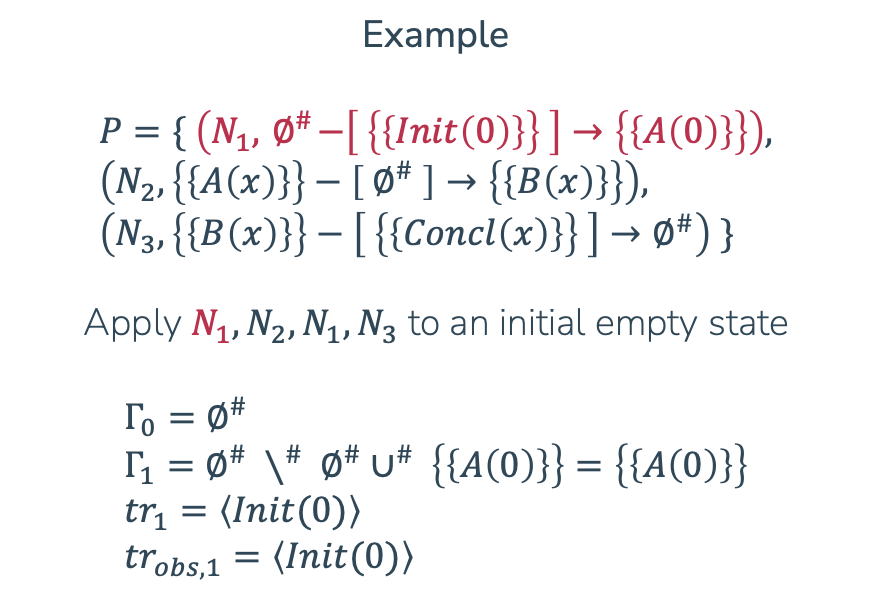 Example
P = { (N₁, ∅# −[ {{Init(0)}} ] → {{A(0)}}),
(N₂, {{A(x)}} − [ ∅# ] → {{B(x)}}),
(N₃, {{B(x)}} − [ {{Concl(x)}} ] → ∅#) }
Apply N₁, N₂, N₁, N₃ to an initial empty state
Γ₀ = ∅#
Γ₁ = ∅# \# ∅# ∪# {{A(0)}} = {{A(0)}}
tr₁ = ⟨Init(0)⟩
tr_obs,1 = ⟨Init(0)⟩